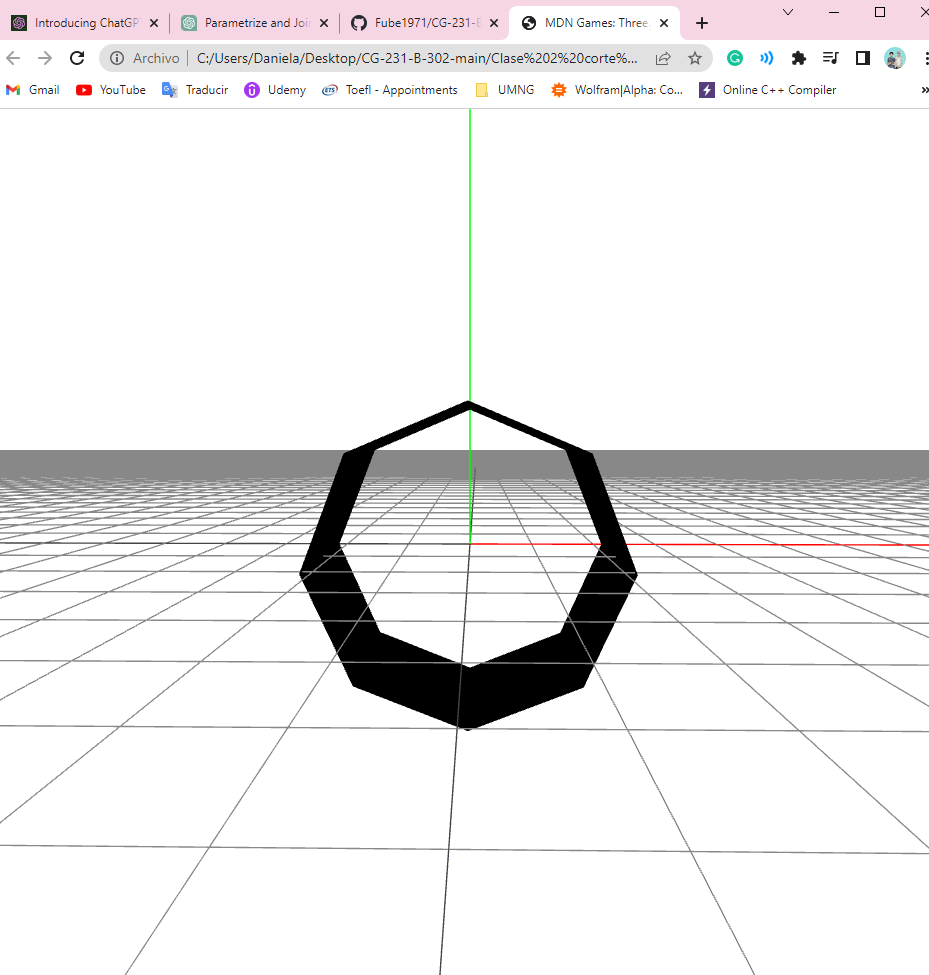 Introducing ChatGP
Parametrize and Joi
Fube1971/CG-231-B
MDN Games: Three.
Archivo
C:/Users/Daniela/Desktop/CG-231-B-302-main/Clase%202%20corte%...
Gmail
YouTube
Traducir
Udemy
ETS
Toefl - Appointments
UMNG
Wolfram|Alpha: Co...
Online C++ Compiler